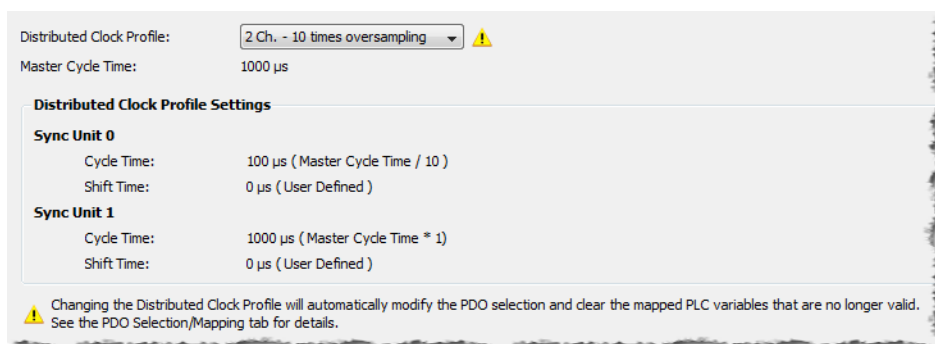 Distributed Clock Profile: 2 Ch. - 10 times oversampling
Master Cycle Time: 1000 µs
Distributed Clock Profile Settings
Sync Unit 0
Cycle Time: 100 µs ( Master Cycle Time / 10 )
Shift Time: 0 µs ( User Defined )
Sync Unit 1
Cycle Time: 1000 µs ( Master Cycle Time * 1)
Shift Time: 0 µs ( User Defined )
Changing the Distributed Clock Profile will automatically modify the PDO selection and clear the mapped PLC variables that are no longer valid.
See the PDO Selection/Mapping tab for details.